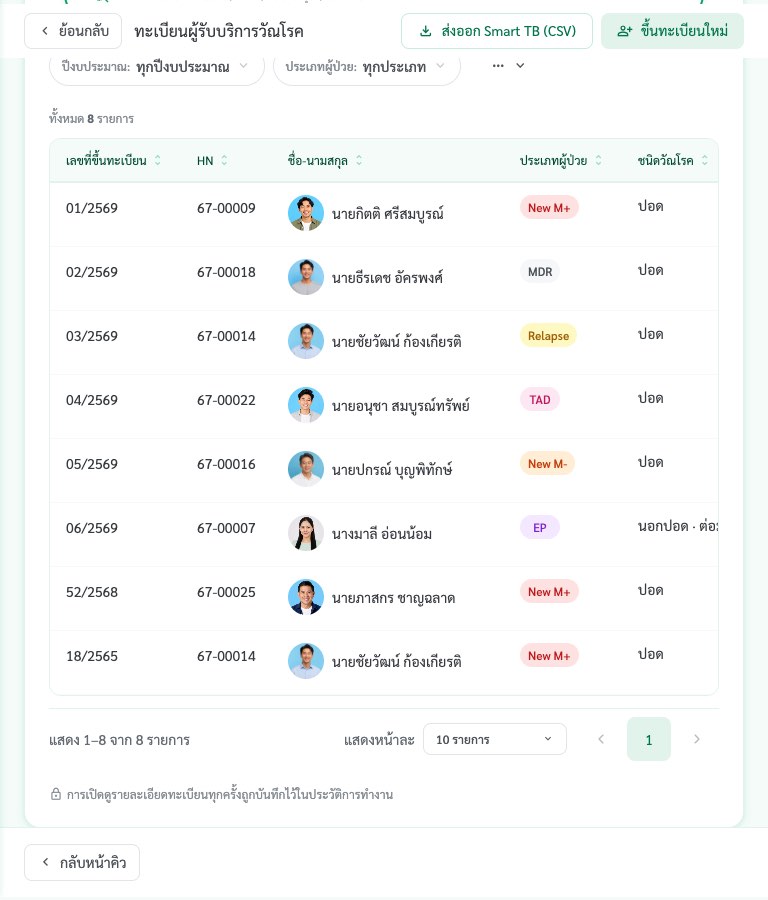 ย้อนกลับ ทะเบียนผู้รับบริการวัณโรค ส่งออก Smart TB (CSV) ขึ้นทะเบียนใหม่
ปีงบประมาณ: ทุกปีงบประมาณ ประเภทผู้ป่วย: ทุกประเภท ...
ทั้งหมด 8 รายการ
เลขที่ขึ้นทะเบียน HN ชื่อ-นามสกุล ประเภทผู้ป่วย ชนิดวัณโรค
01/2569 67-00009 นายกิตติ ศรีสมบูรณ์ New M+ ปอด
02/2569 67-00018 นายธีรเดช อัครพงศ์ MDR ปอด
03/2569 67-00014 นายชัยวัฒน์ ก้องเกียรติ Relapse ปอด
04/2569 67-00022 นายอนุชา สมบูรณ์ทรัพย์ TAD ปอด
05/2569 67-00016 นายปกรณ์ บุญพิทักษ์ New M- ปอด
06/2569 67-00007 นางมาลี อ่อนน้อม EP นอกปอด ·
52/2568 67-00025 นายภาสกร ชาญฉลาด New M+ ปอด
18/2565 67-00014 นายชัยวัฒน์ ก้องเกียรติ New M+ ปอด
แสดง 1–8 จาก 8 รายการ แสดงหน้าละ 10 รายการ 1
การเปิดดูรายละเอียดทะเบียนทุกครั้งถูกบันทึกไว้ในประวัติการทำงาน
กลับหน้าคิว